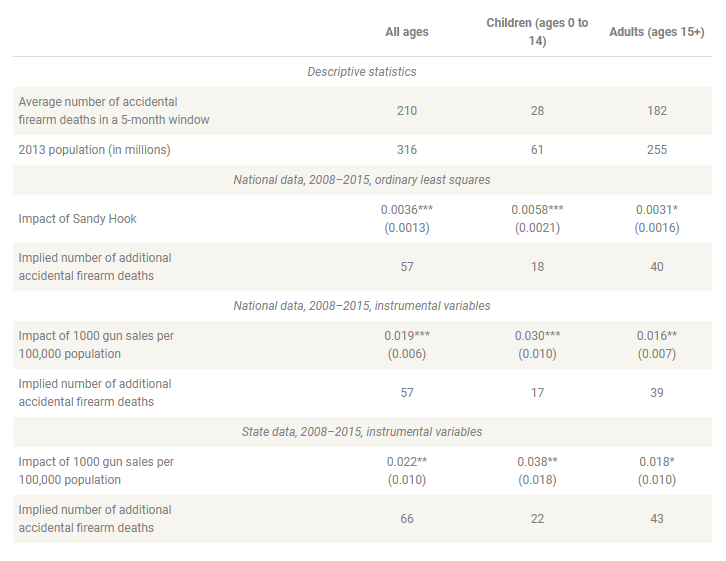 All ages Children (ages 0 to 14) Adults (ages 15+)
Descriptive statistics
Average number of accidental
firearm deaths in a 5-month window 210 28 182
2013 population (in millions) 316 61 255
National data, 2008–2015, ordinary least squares
Impact of Sandy Hook 0.0036*** 0.0058*** 0.0031*
(0.0013) (0.0021) (0.0016)
Implied number of additional
accidental firearm deaths 57 18 40
National data, 2008–2015, instrumental variables
Impact of 1000 gun sales per 0.019*** 0.030*** 0.016**
100,000 population (0.006) (0.010) (0.007)
Implied number of additional
accidental firearm deaths 57 17 39
State data, 2008–2015, instrumental variables
Impact of 1000 gun sales per 0.022** 0.038** 0.018*
100,000 population (0.010) (0.018) (0.010)
Implied number of additional
accidental firearm deaths 66 22 43